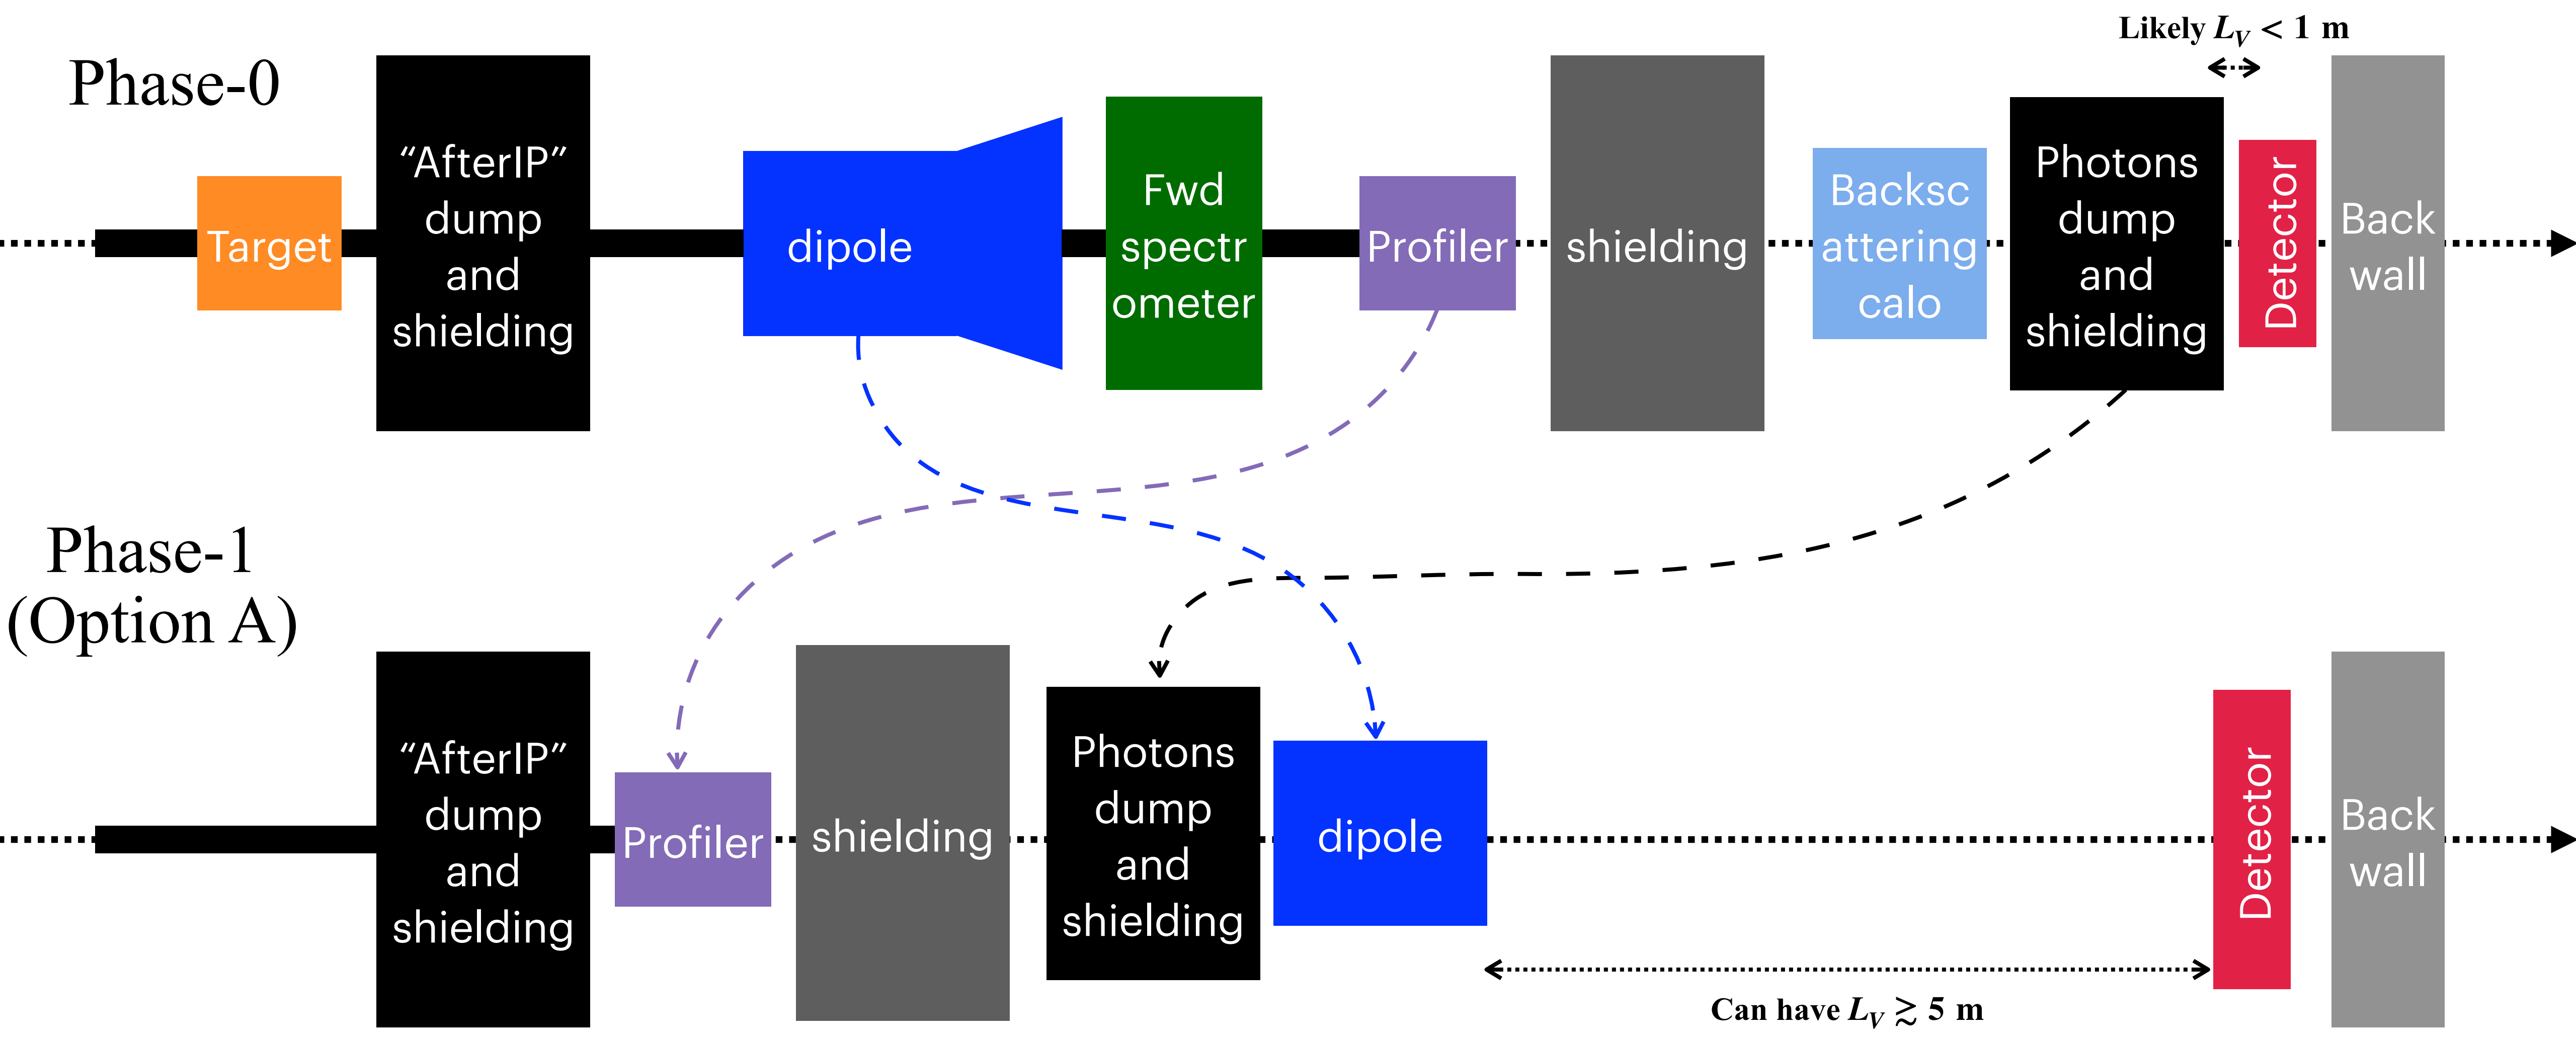 Likely L_V < 1 m
Phase-0
Target
“AfterIP”
dump
and
shielding
dipole
Fwd
spectr
ometer
Profiler
shielding
Backsc
attering
calo
Photons
dump
and
shielding
Detector
Back
wall
Phase-1
(Option A)
“AfterIP”
dump
and
shielding
Profiler
shielding
Photons
dump
and
shielding
dipole
Detector
Back
wall
Can have L_V ≳ 5 m